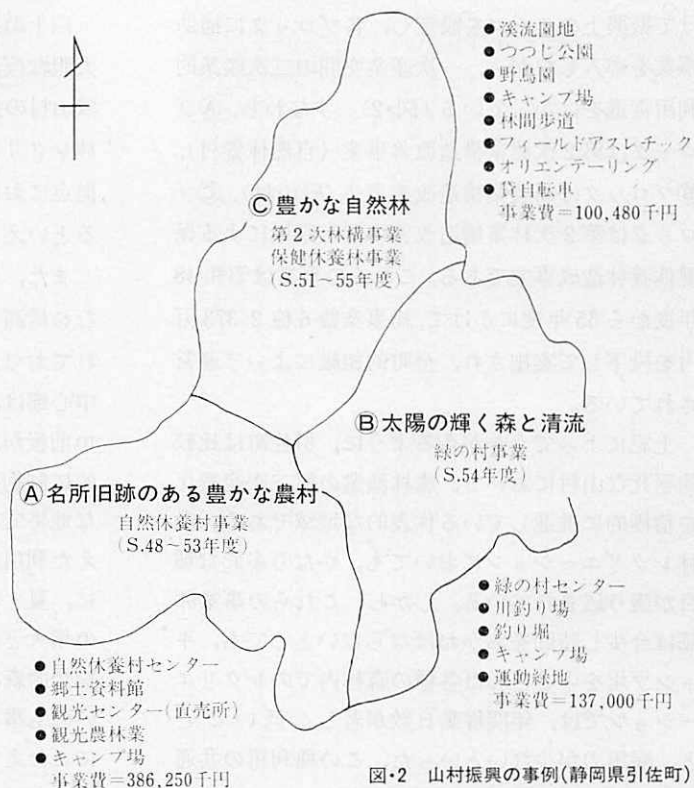 ● 渓流園地
● つつじ公園
● 野鳥園
● キャンプ場
● 林間歩道
● フィールドアスレチック
● オリエンテーリング
● 貸自転車
事業費=100,480千円
Ⓒ 豊かな自然林
第2次林構事業
保健休養林事業
(S.51~55年度)
Ⓑ 太陽の輝く森と清流
緑の村事業
(S.54年度)
Ⓐ 名所旧跡のある豊かな農村
自然休養村事業
(S.48~53年度)
● 緑の村センター
● 川釣り場
● 釣り堀
● キャンプ場
● 運動緑地
事業費=137,000千円
● 自然休養村センター
● 郷土資料館
● 観光センター(直売所)
● 観光農林業
● キャンプ場
事業費=386,250千円
図・2 山村振興の事例(静岡県引佐町)